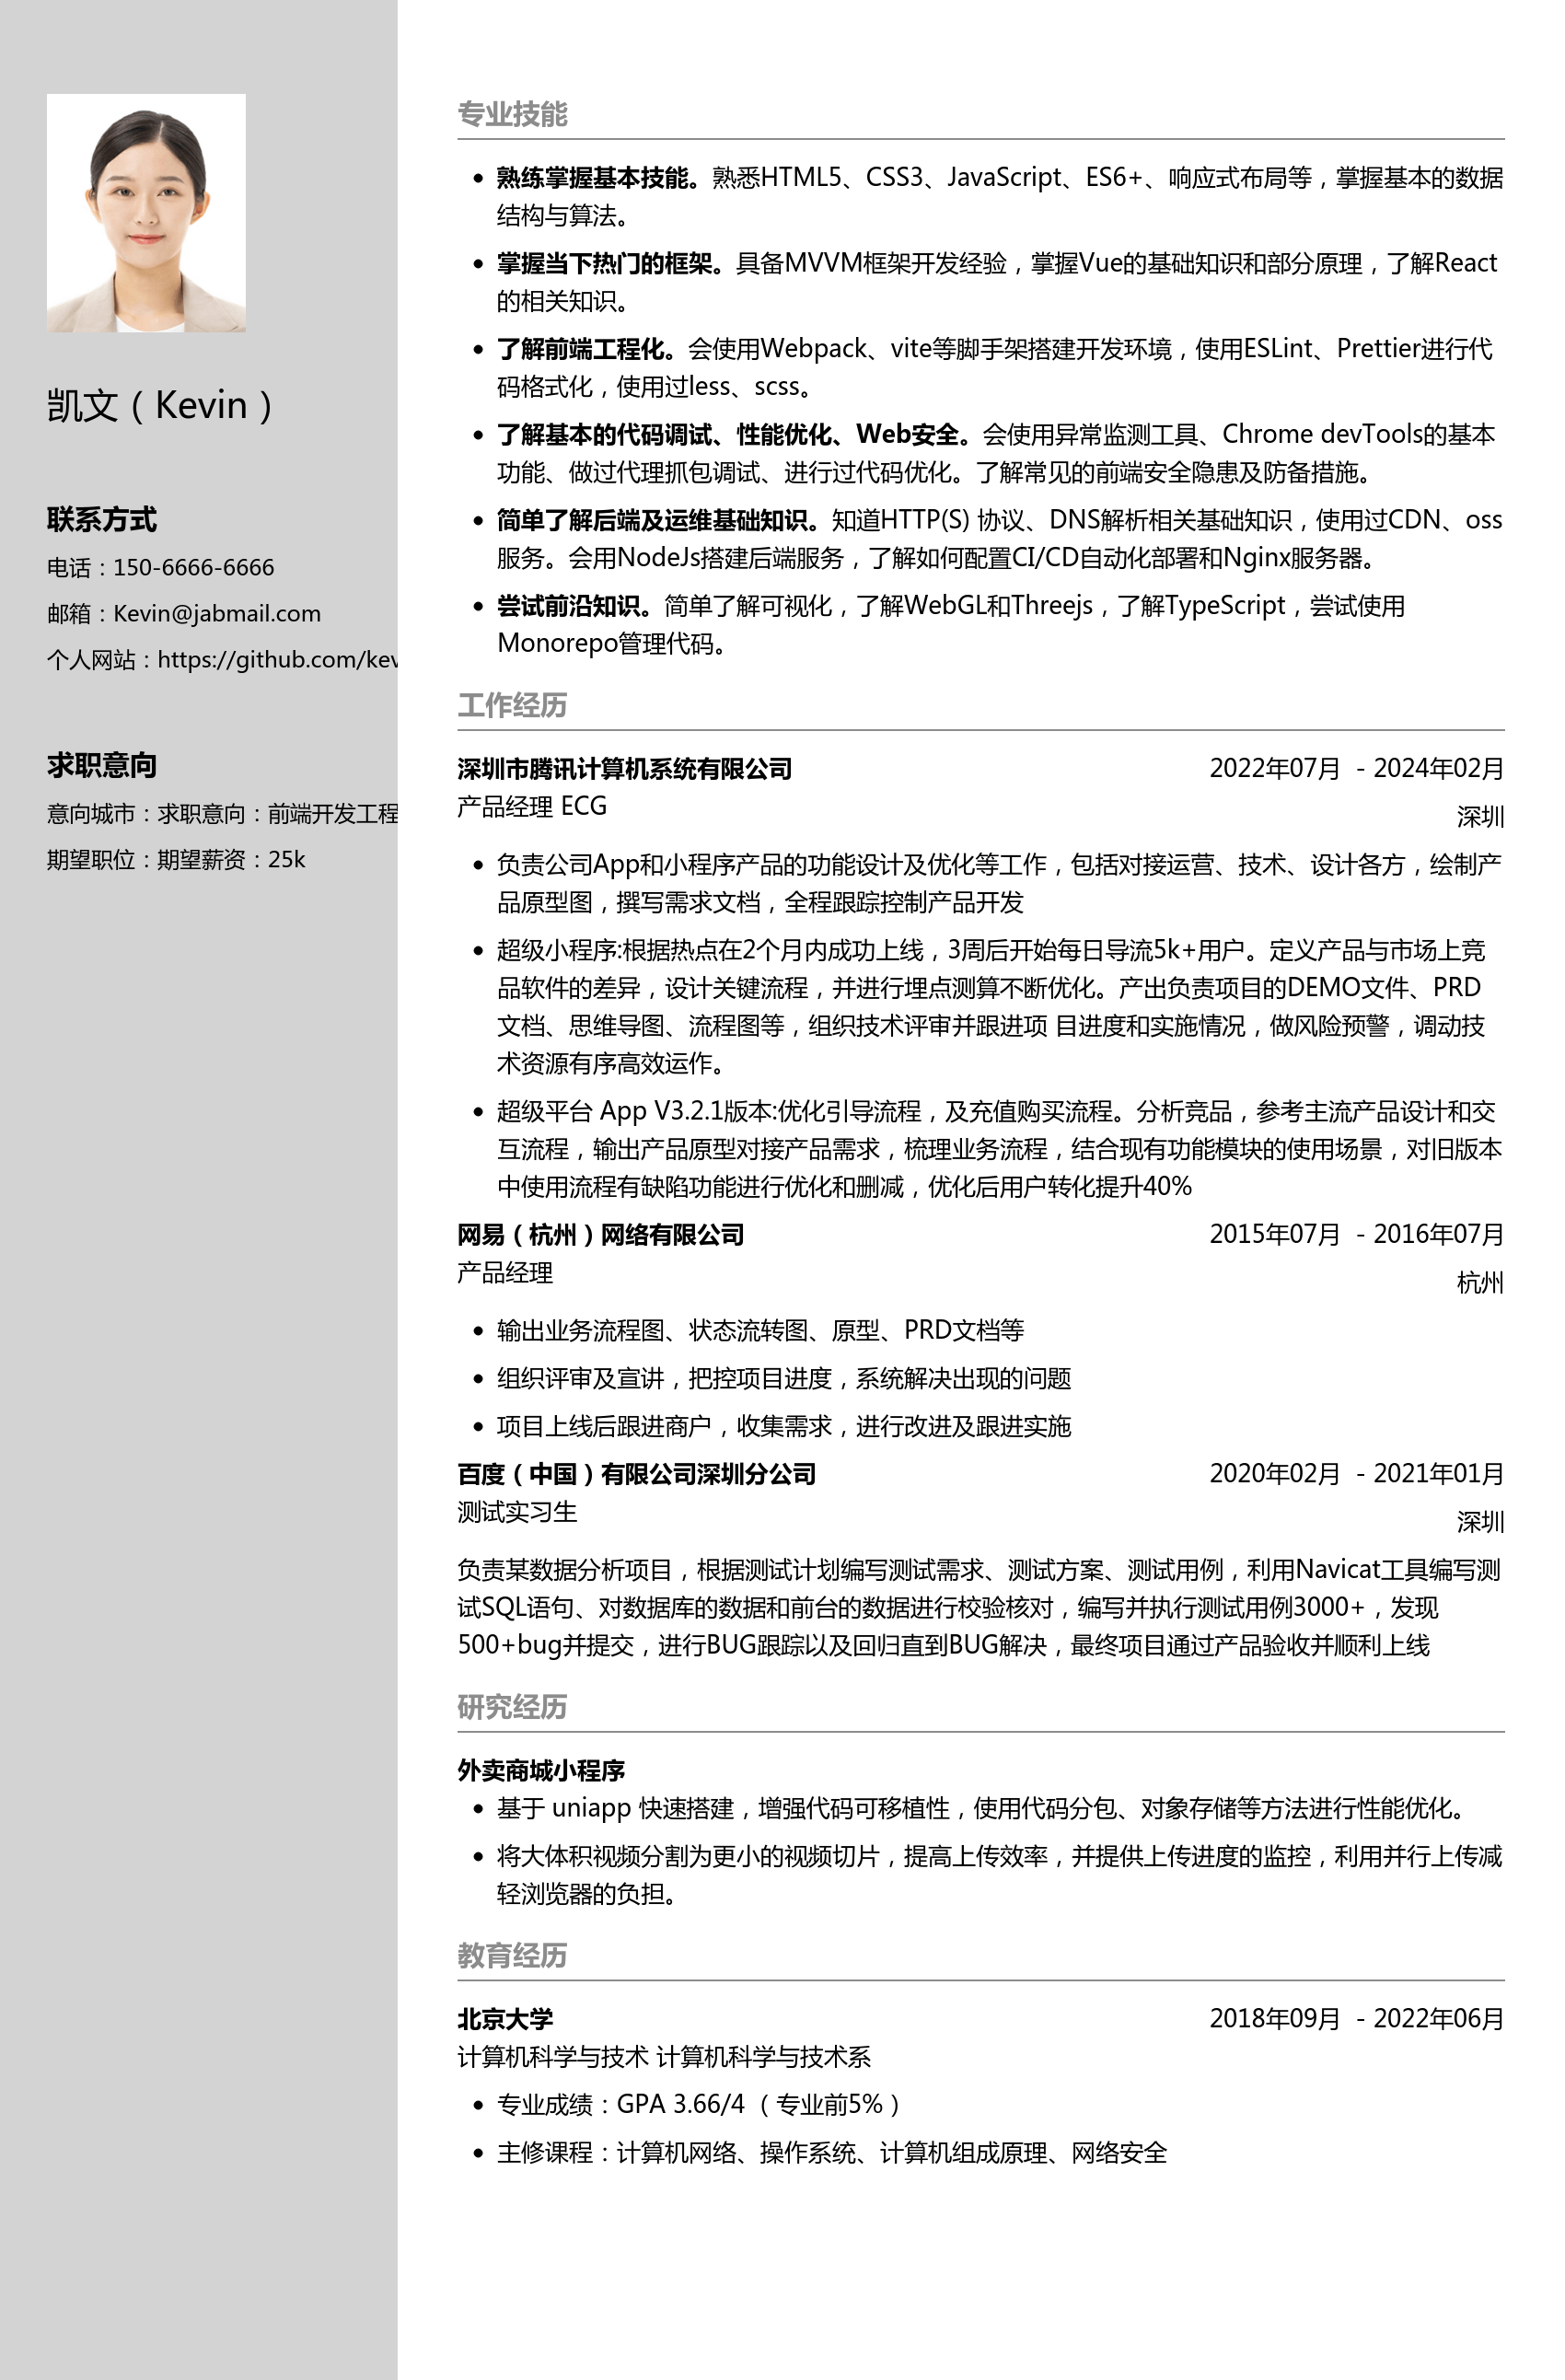 凯文（Kevin）
联系方式
电话：150-6666-6666
邮箱：Kevin@jabmail.com
个人网站：https://github.com/kev
求职意向
意向城市：求职意向：前端开发工程
期望职位：期望薪资：25k
专业技能
熟练掌握基本技能。熟悉HTML5、CSS3、JavaScript、ES6+、响应式布局等，掌握基本的数据
结构与算法。
掌握当下热门的框架。具备MVVM框架开发经验，掌握Vue的基础知识和部分原理，了解React
的相关知识。
了解前端工程化。会使用Webpack、vite等脚手架搭建开发环境，使用ESLint、Prettier进行代
码格式化，使用过less、scss。
了解基本的代码调试、性能优化、Web安全。会使用异常监测工具、Chrome devTools的基本
功能、做过代理抓包调试、进行过代码优化。了解常见的前端安全隐患及防备措施。
简单了解后端及运维基础知识。知道HTTP(S) 协议、DNS解析相关基础知识，使用过CDN、oss
服务。会用NodeJs搭建后端服务，了解如何配置CI/CD自动化部署和Nginx服务器。
尝试前沿知识。简单了解可视化，了解WebGL和Threejs，了解TypeScript，尝试使用
Monorepo管理代码。
工作经历
深圳市腾讯计算机系统有限公司 2022年07月 - 2024年02月
产品经理 ECG
深圳
负责公司App和小程序产品的功能设计及优化等工作，包括对接运营、技术、设计各方，绘制产
品原型图，撰写需求文档，全程跟踪控制产品开发
超级小程序:根据热点在2个月内成功上线，3周后开始每日导流5k+用户。定义产品与市场上竞
品软件的差异，设计关键流程，并进行埋点测算不断优化。产出负责项目的DEMO文件、PRD
文档、思维导图、流程图等，组织技术评审并跟进项 目进度和实施情况，做风险预警，调动技
术资源有序高效运作。
超级平台 App V3.2.1版本:优化引导流程，及充值购买流程。分析竞品，参考主流产品设计和交
互流程，输出产品原型对接产品需求，梳理业务流程，结合现有功能模块的使用场景，对旧版本
中使用流程有缺陷功能进行优化和删减，优化后用户转化提升40%
网易（杭州）网络有限公司 2015年07月 - 2016年07月
产品经理
杭州
输出业务流程图、状态流转图、原型、PRD文档等
组织评审及宣讲，把控项目进度，系统解决出现的问题
项目上线后跟进商户，收集需求，进行改进及跟进实施
百度（中国）有限公司深圳分公司 2020年02月 - 2021年01月
测试实习生
深圳
负责某数据分析项目，根据测试计划编写测试需求、测试方案、测试用例，利用Navicat工具编写测
试SQL语句、对数据库的数据和前台的数据进行校验核对，编写并执行测试用例3000+，发现
500+bug并提交，进行BUG跟踪以及回归直到BUG解决，最终项目通过产品验收并顺利上线
研究经历
外卖商城小程序
基于 uniapp 快速搭建，增强代码可移植性，使用代码分包、对象存储等方法进行性能优化。
将大体积视频分割为更小的视频切片，提高上传效率，并提供上传进度的监控，利用并行上传减
轻浏览器的负担。
教育经历
北京大学 2018年09月 - 2022年06月
计算机科学与技术 计算机科学与技术系
专业成绩：GPA 3.66/4 （专业前5%）
主修课程：计算机网络、操作系统、计算机组成原理、网络安全